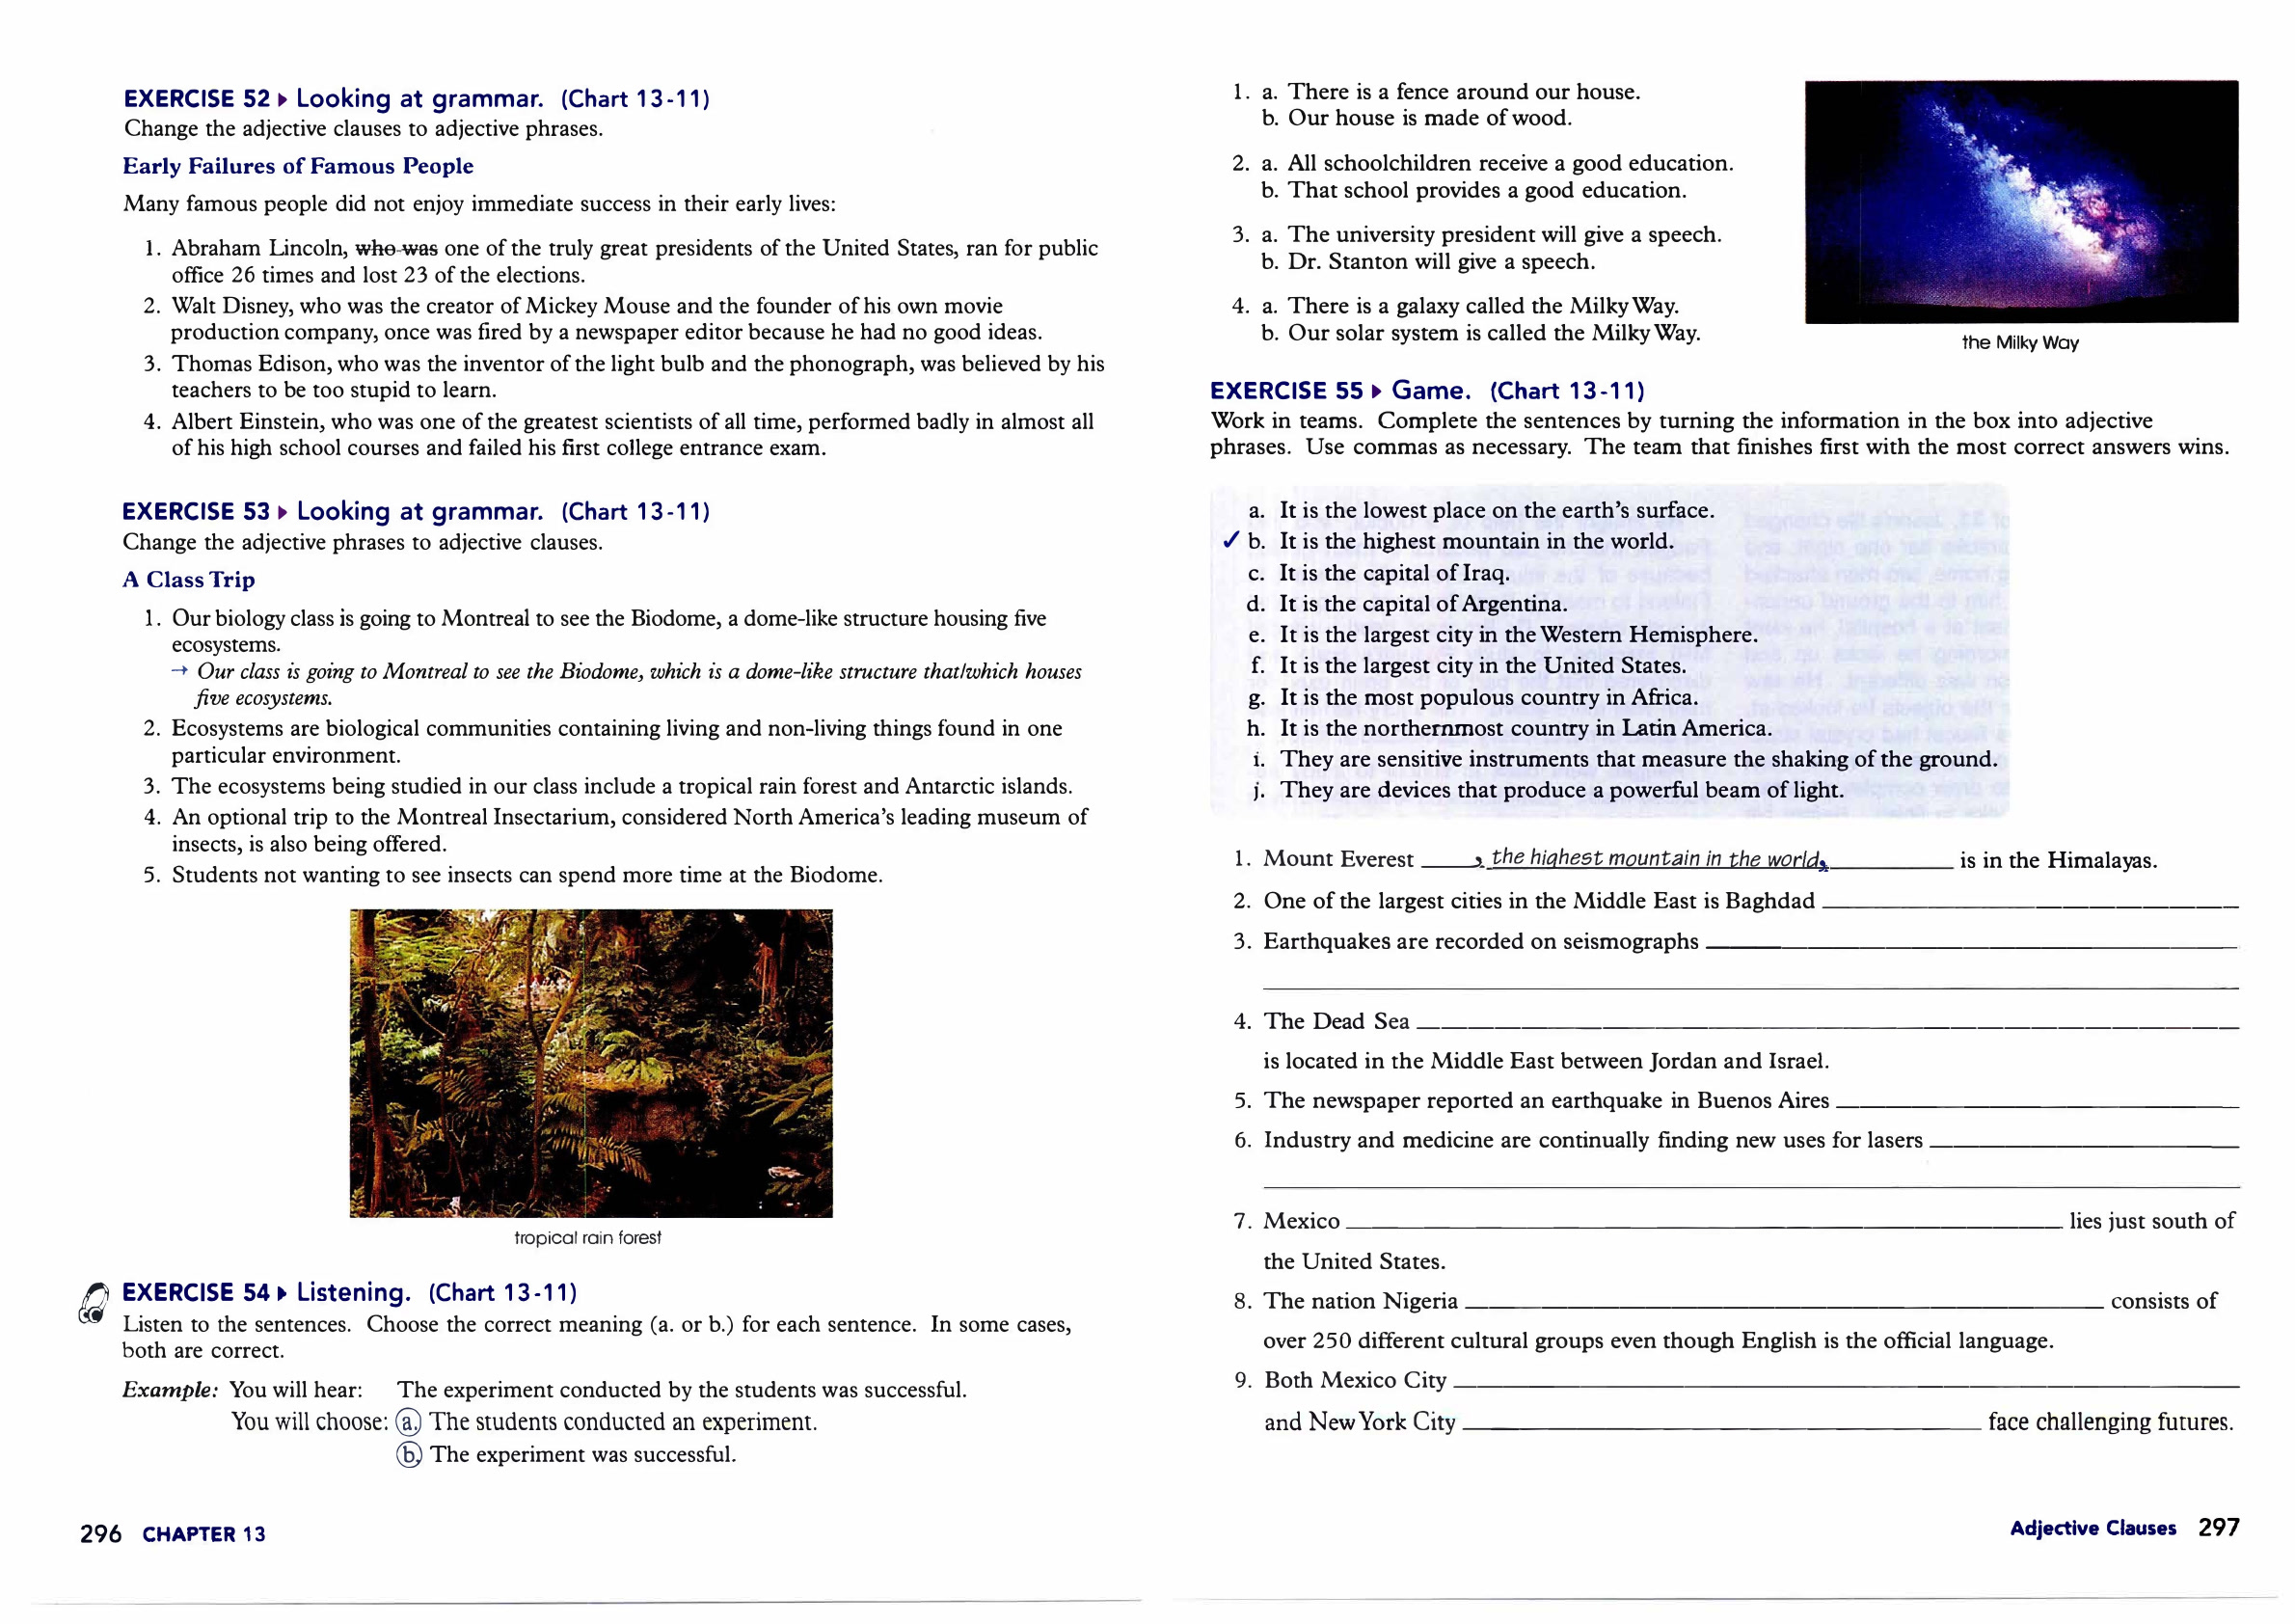 EXERCISE 52 ▸ Looking at grammar. (Chart 13-11)
Change the adjective clauses to adjective phrases.
Early Failures of Famous People
Many famous people did not enjoy immediate success in their early lives:
1. Abraham Lincoln, who was one of the truly great presidents of the United States, ran for public
office 26 times and lost 23 of the elections.
2. Walt Disney, who was the creator of Mickey Mouse and the founder of his own movie
production company, once was fired by a newspaper editor because he had no good ideas.
3. Thomas Edison, who was the inventor of the light bulb and the phonograph, was believed by his
teachers to be too stupid to learn.
4. Albert Einstein, who was one of the greatest scientists of all time, performed badly in almost all
of his high school courses and failed his first college entrance exam.
EXERCISE 53 ▸ Looking at grammar. (Chart 13-11)
Change the adjective phrases to adjective clauses.
A Class Trip
1. Our biology class is going to Montreal to see the Biodome, a dome-like structure housing five
ecosystems.
→ Our class is going to Montreal to see the Biodome, which is a dome-like structure that/which houses
five ecosystems.
2. Ecosystems are biological communities containing living and non-living things found in one
particular environment.
3. The ecosystems being studied in our class include a tropical rain forest and Antarctic islands.
4. An optional trip to the Montreal Insectarium, considered North America's leading museum of
insects, is also being offered.
5. Students not wanting to see insects can spend more time at the Biodome.
tropical rain forest
EXERCISE 54 ▸ Listening. (Chart 13-11)
Listen to the sentences. Choose the correct meaning (a. or b.) for each sentence. In some cases,
both are correct.
Example: You will hear: The experiment conducted by the students was successful.
You will choose: a. The students conducted an experiment.
b. The experiment was successful.
296 CHAPTER 13
1. a. There is a fence around our house.
b. Our house is made of wood.
2. a. All schoolchildren receive a good education.
b. That school provides a good education.
3. a. The university president will give a speech.
b. Dr. Stanton will give a speech.
4. a. There is a galaxy called the Milky Way.
b. Our solar system is called the Milky Way.
the Milky Way
EXERCISE 55 ▸ Game. (Chart 13-11)
Work in teams. Complete the sentences by turning the information in the box into adjective
phrases. Use commas as necessary. The team that finishes first with the most correct answers wins.
a. It is the lowest place on the earth's surface.
✓ b. It is the highest mountain in the world.
c. It is the capital of Iraq.
d. It is the capital of Argentina.
e. It is the largest city in the Western Hemisphere.
f. It is the largest city in the United States.
g. It is the most populous country in Africa.
h. It is the northernmost country in Latin America.
i. They are sensitive instruments that measure the shaking of the ground.
j. They are devices that produce a powerful beam of light.
1. Mount Everest , the highest mountain in the world, is in the Himalayas.
2. One of the largest cities in the Middle East is Baghdad
3. Earthquakes are recorded on seismographs
4. The Dead Sea
is located in the Middle East between Jordan and Israel.
5. The newspaper reported an earthquake in Buenos Aires
6. Industry and medicine are continually finding new uses for lasers
7. Mexico lies just south of
the United States.
8. The nation Nigeria consists of
over 250 different cultural groups even though English is the official language.
9. Both Mexico City
and New York City face challenging futures.
Adjective Clauses 297